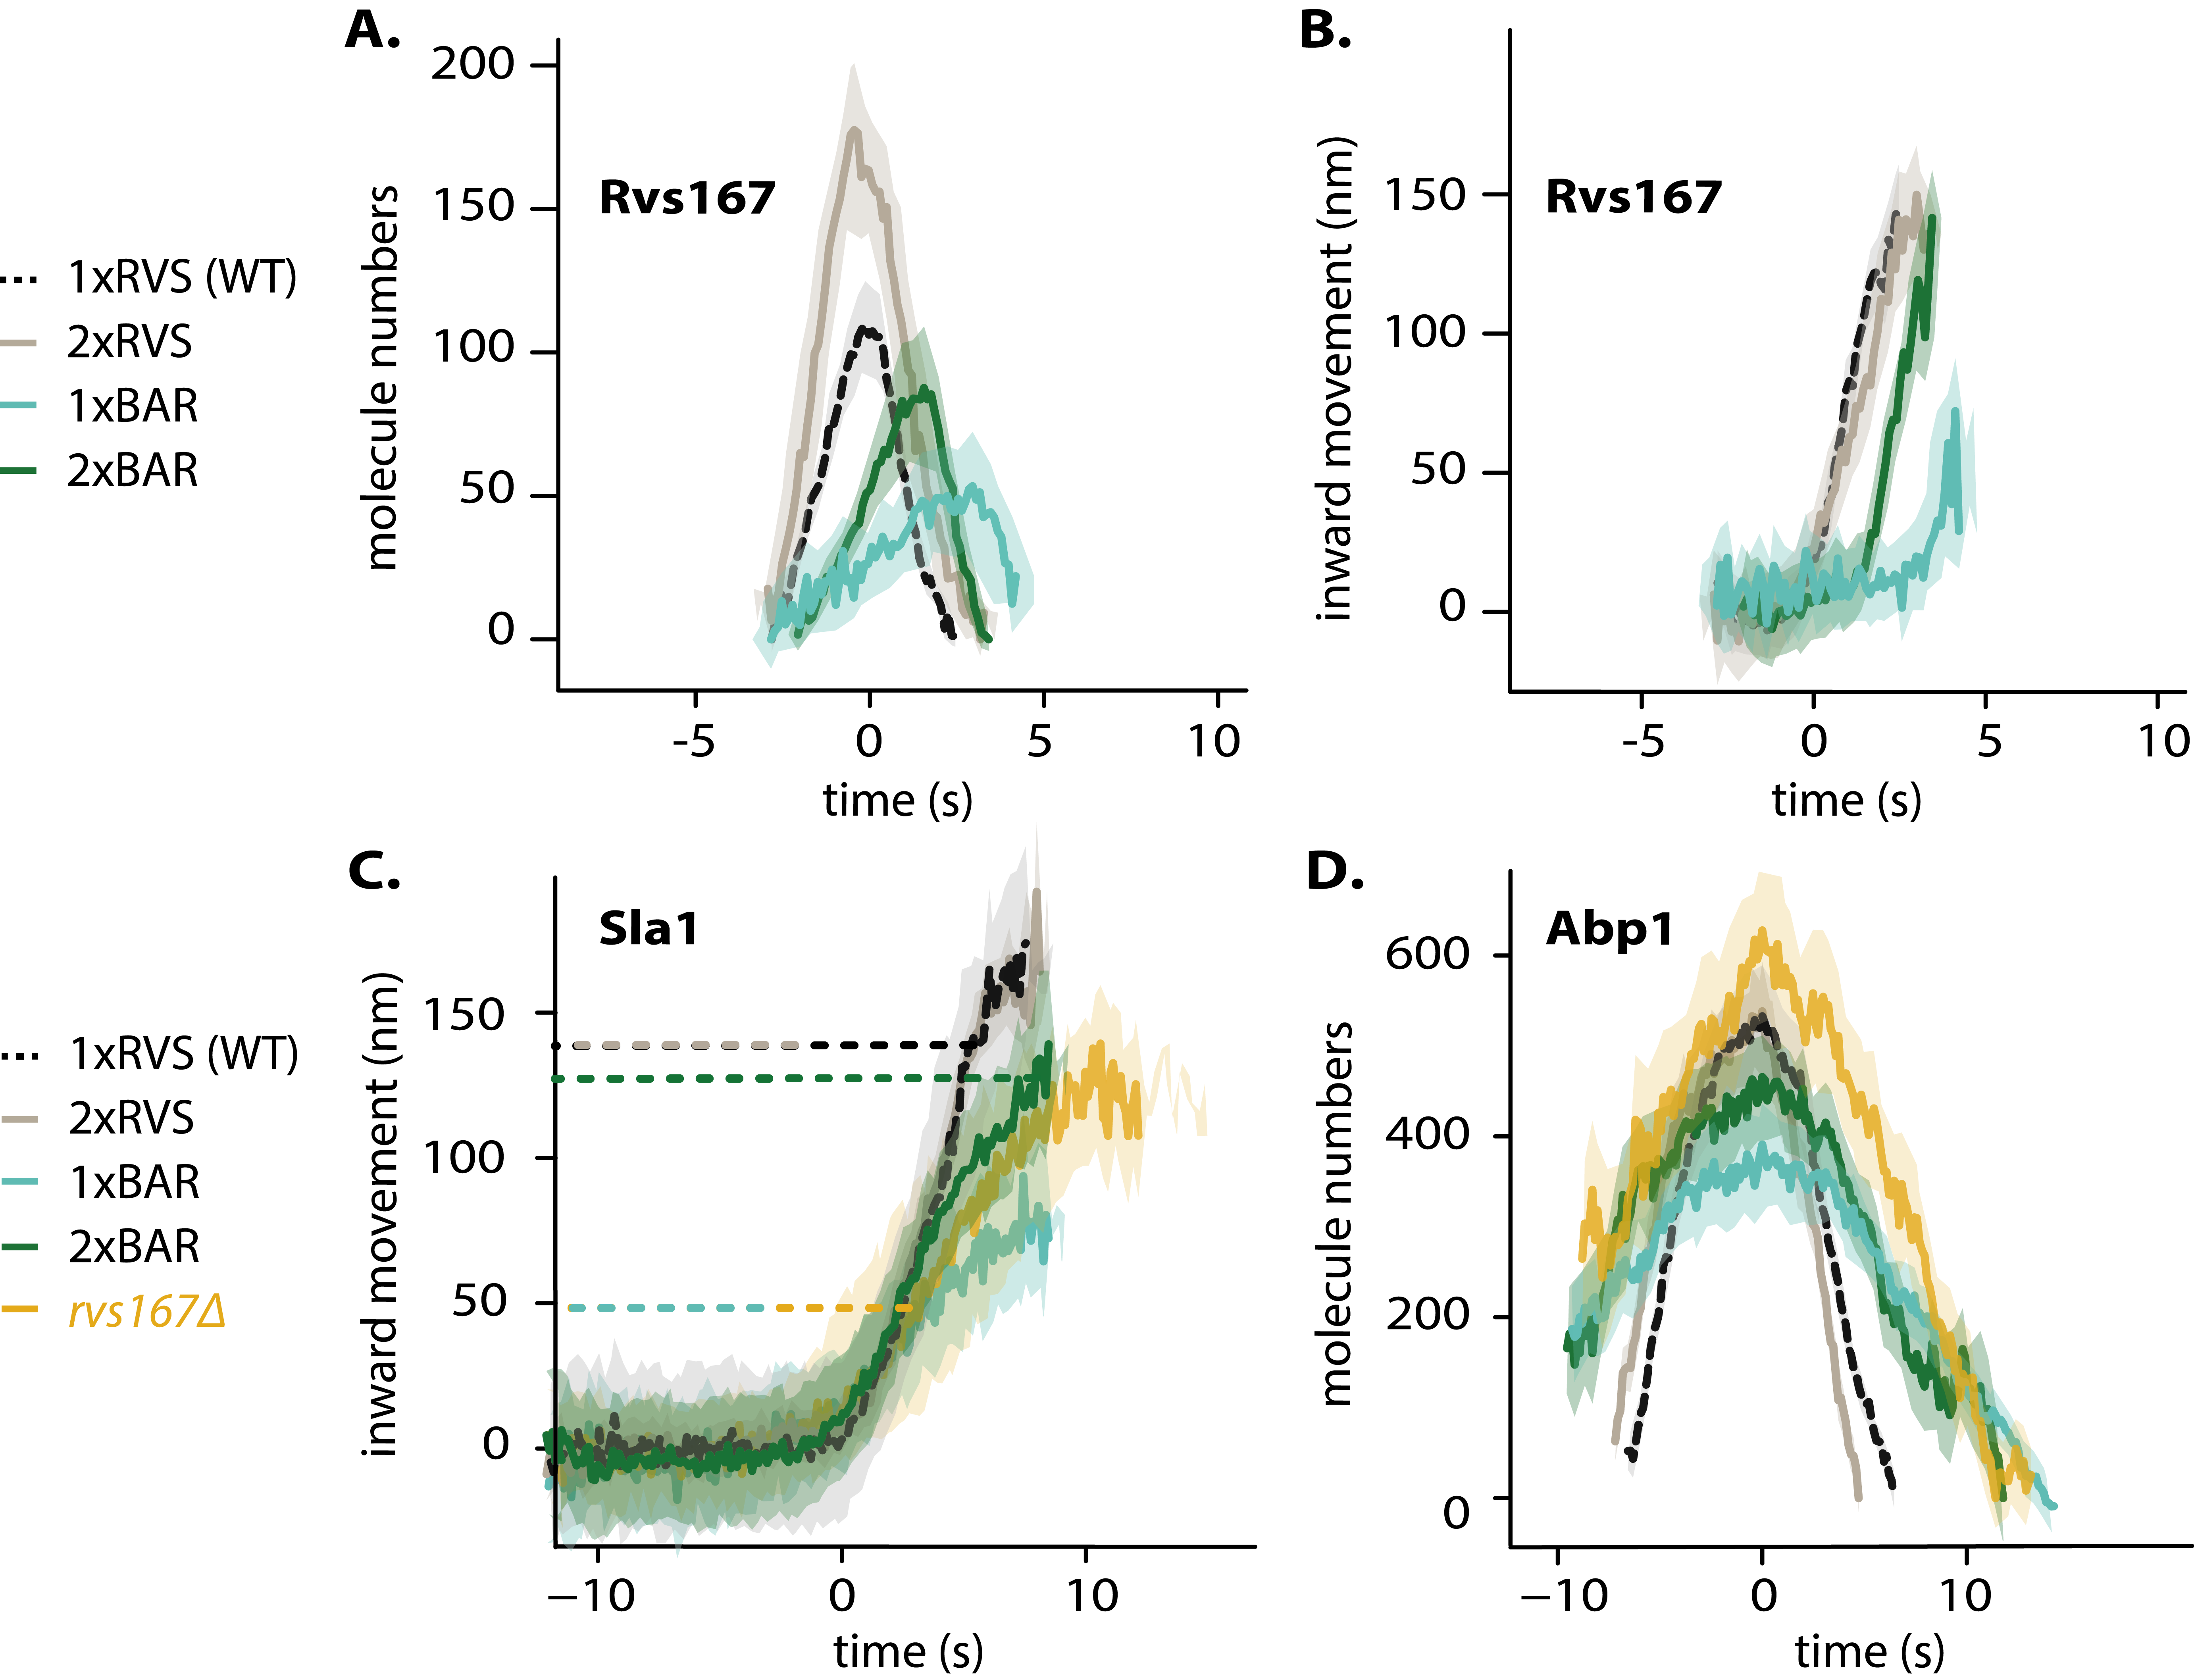 A.
200
150
100
50
0
molecule numbers
Rvs167
-5 0 5 10
time (s)
1xRVS (WT)
2xRVS
1xBAR
2xBAR
B.
150
100
50
0
inward movement (nm)
Rvs167
-5 0 5 10
time (s)
C.
150
100
50
0
inward movement (nm)
Sla1
−10 0 10
time (s)
1xRVS (WT)
2xRVS
1xBAR
2xBAR
rvs167Δ
D.
600
400
200
0
molecule numbers
Abp1
−10 0 10
time (s)